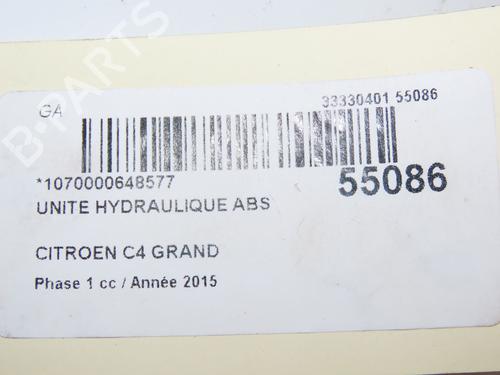 GA
33330401 55086
*1070000648577
55086
UNITE HYDRAULIQUE ABS
CITROEN C4 GRAND
Phase 1 cc / Année 2015
B-PARTS